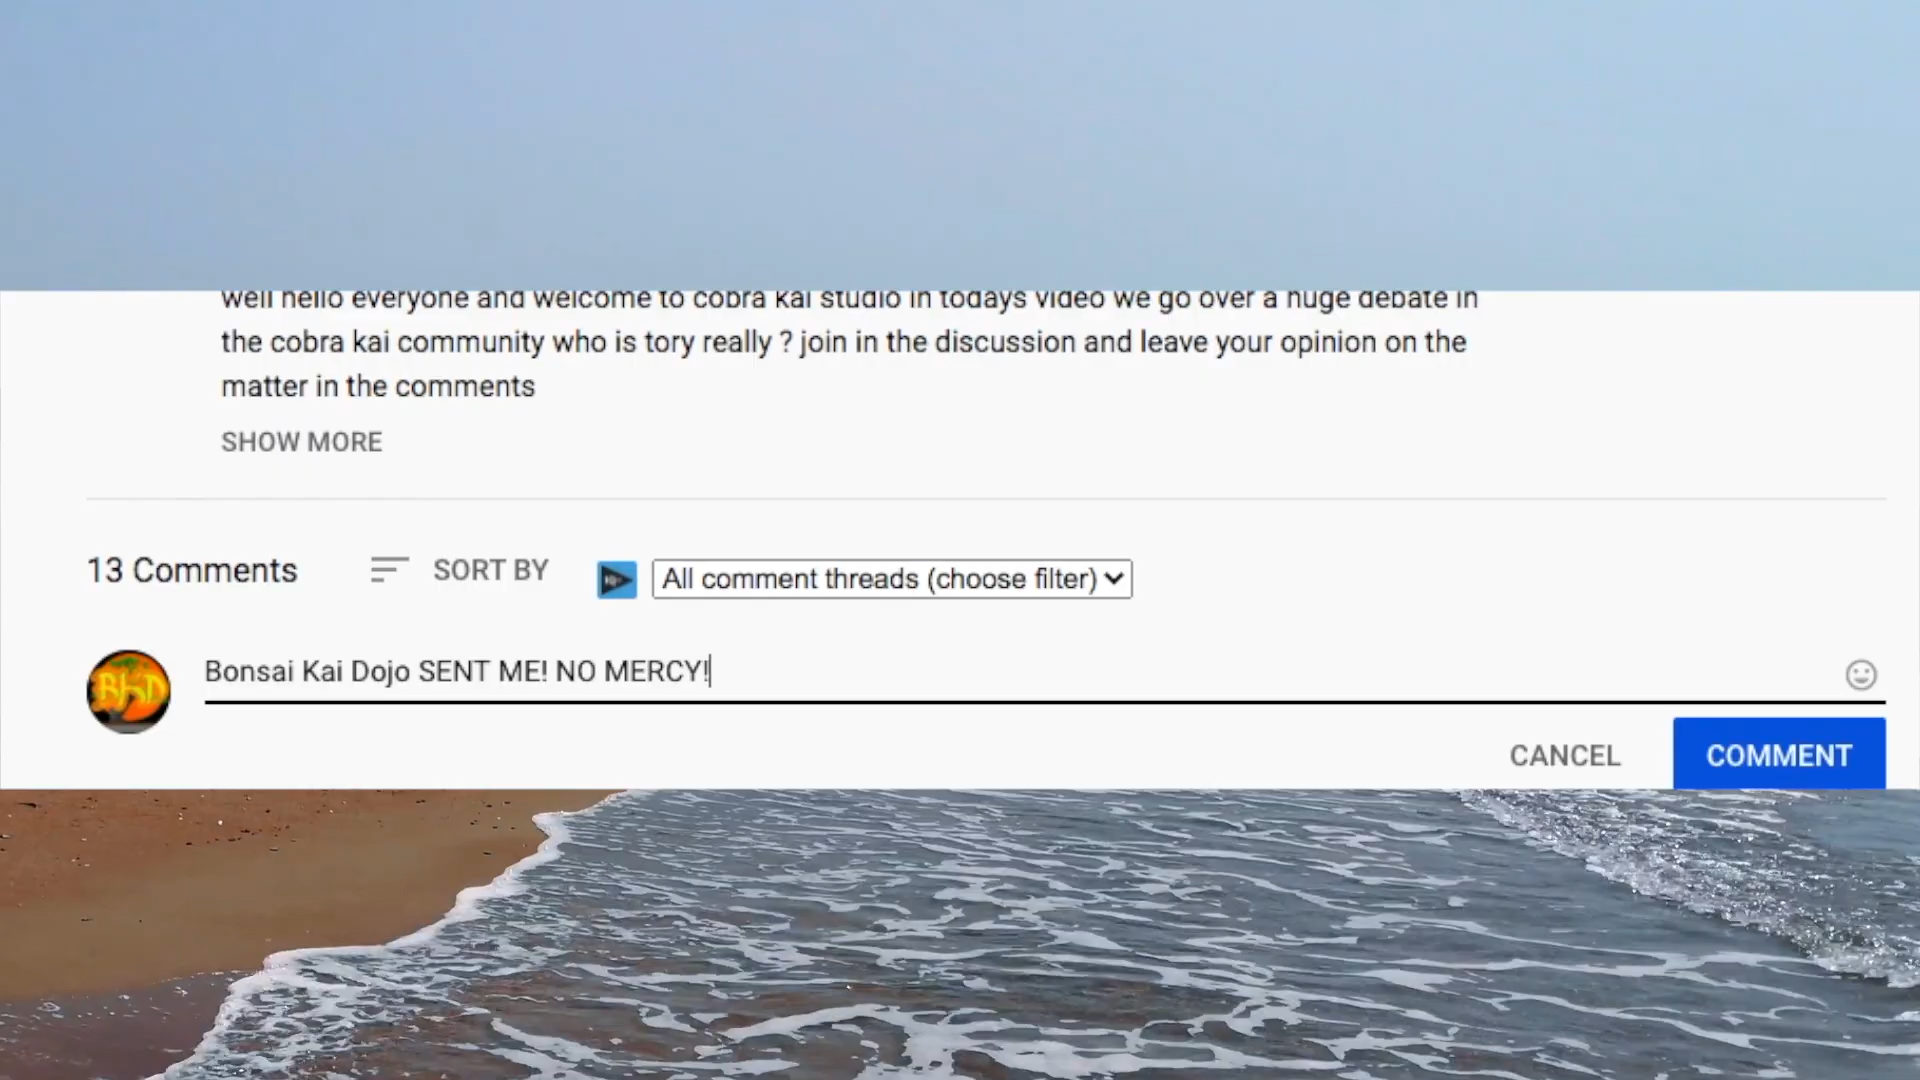 well hello everyone and welcome to cobra kai studio in todays video we go over a huge debate in
the cobra kai community who is tory really ? join in the discussion and leave your opinion on the
matter in the comments
SHOW MORE
13 Comments SORT BY All comment threads (choose filter)
BKD
Bonsai Kai Dojo SENT ME! NO MERCY!
CANCEL COMMENT